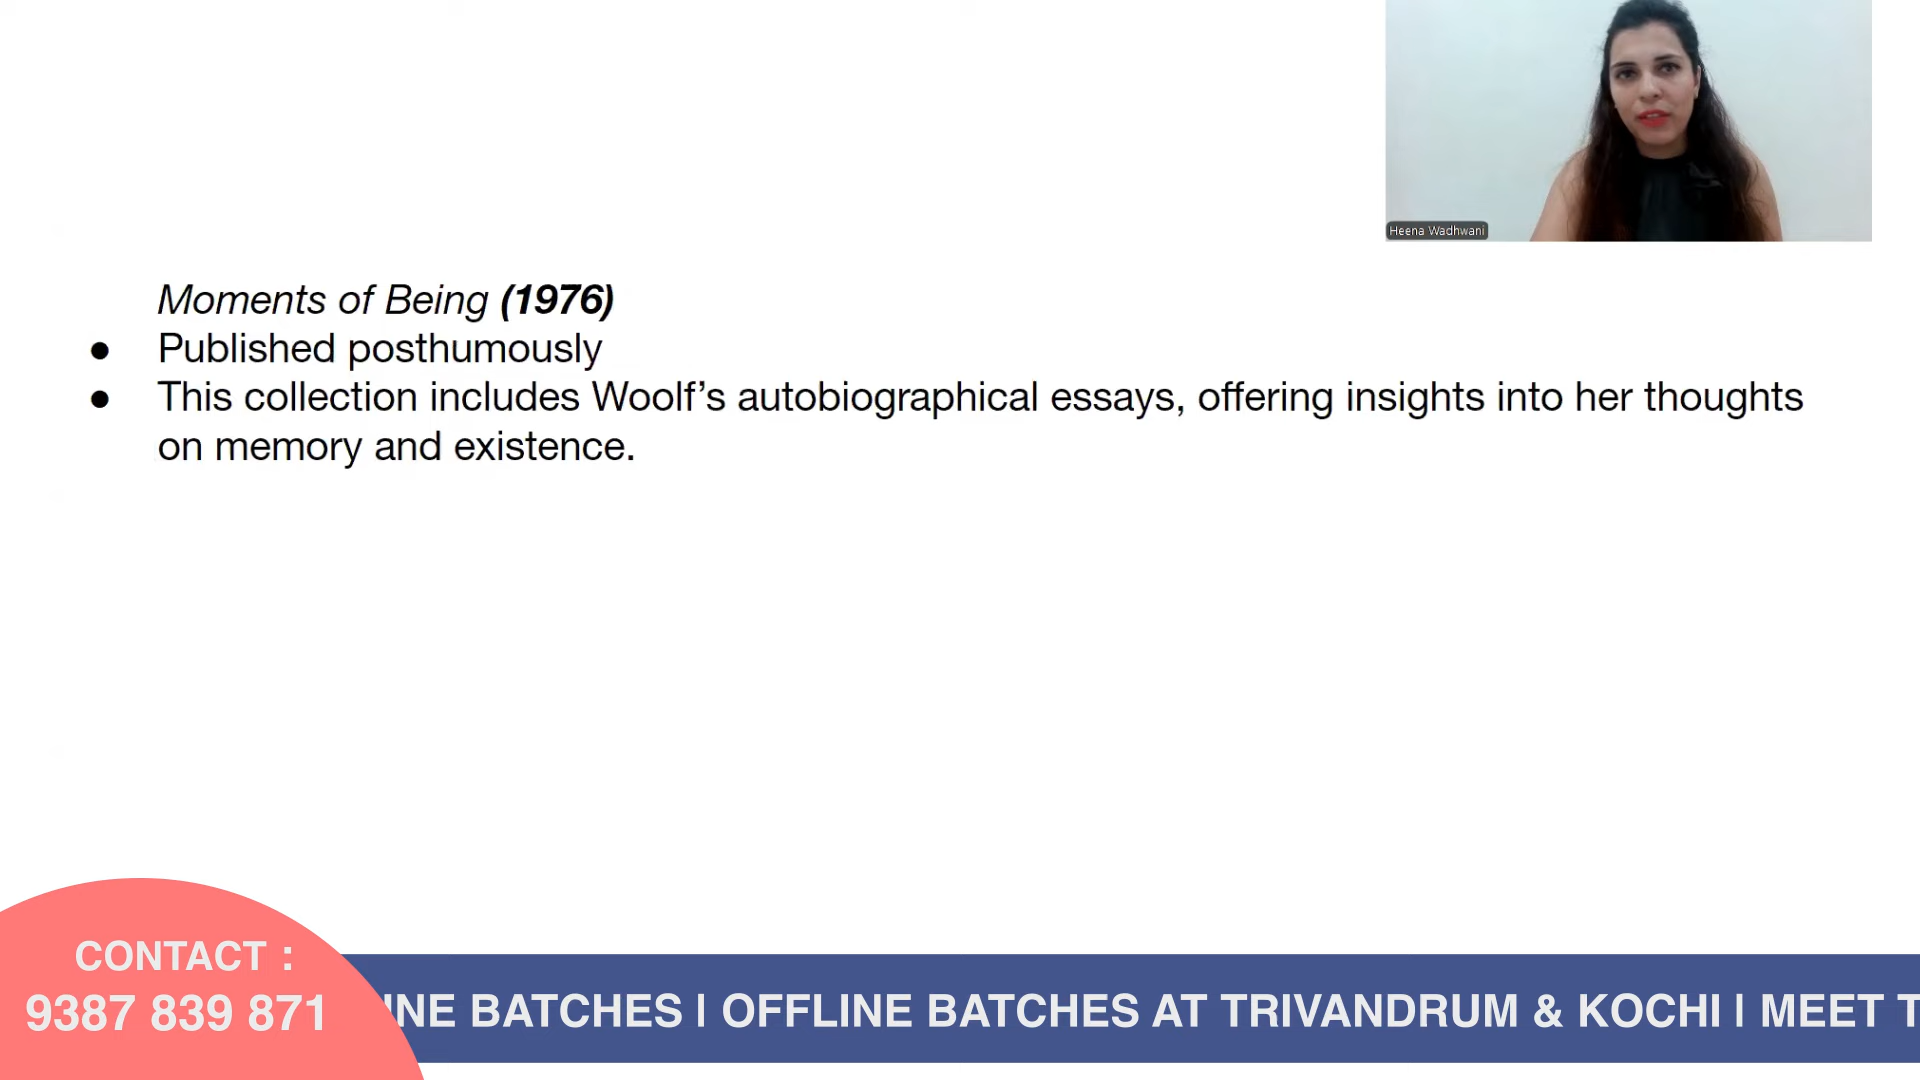 Heena Wadhwani
Moments of Being (1976)
● Published posthumously
● This collection includes Woolf’s autobiographical essays, offering insights into her thoughts
on memory and existence.
CONTACT :
9387 839 871
INE BATCHES | OFFLINE BATCHES AT TRIVANDRUM & KOCHI | MEET T